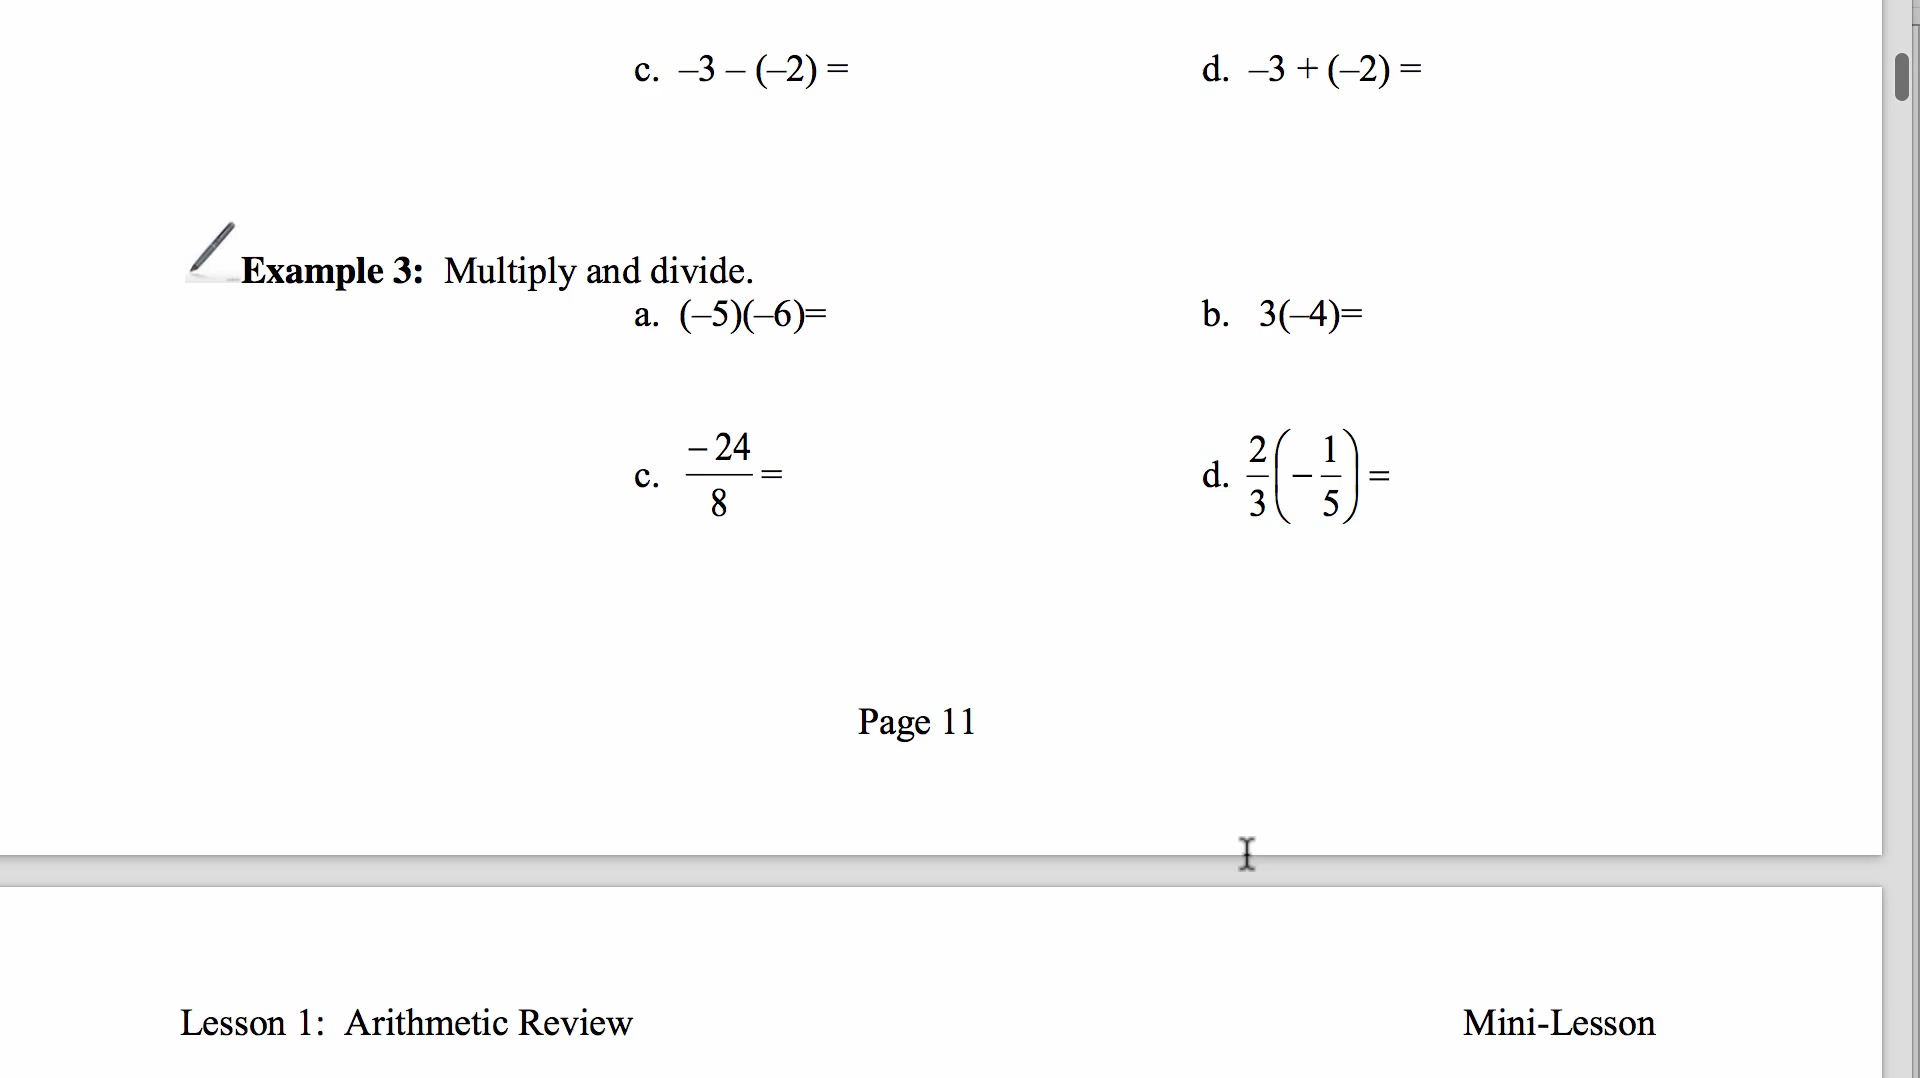 c. –3 – (–2) = d. –3 + (–2) =
Example 3: Multiply and divide.
a. (–5)(–6)= b. 3(–4)=
c. –24/8 = d. 2/3(–1/5) =
Page 11
Lesson 1: Arithmetic Review Mini-Lesson